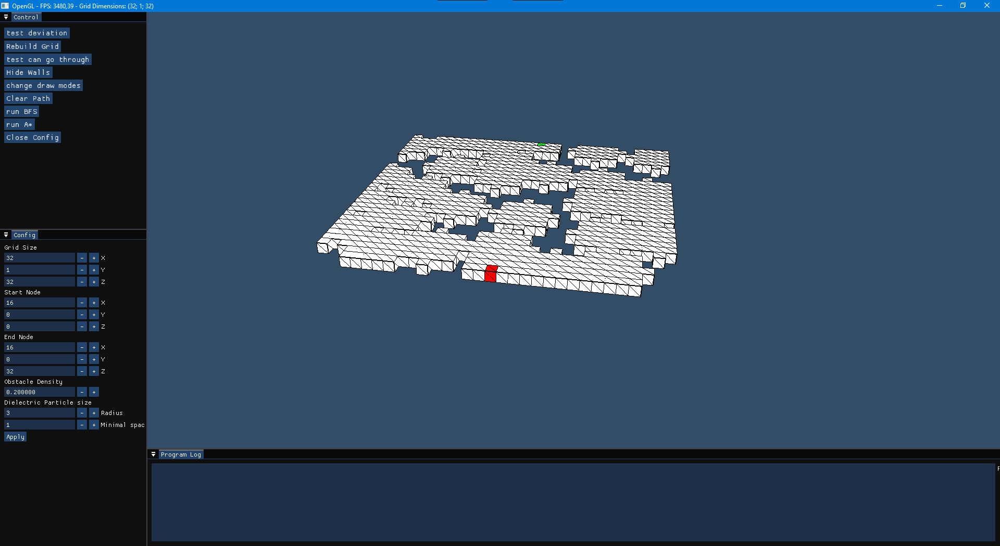 OpenGL - FPS: 3480,39 - Grid Dimensions: (32; 1; 32)
Control
test deviation
Rebuild Grid
test can go through
Hide Walls
change draw modes
Clear Path
run BFS
run A*
Close Config
Config
Grid Size
32 - + X
1 - + Y
32 - + Z
Start Node
16 - + X
0 - + Y
0 - + Z
End Node
16 - + X
0 - + Y
32 - + Z
Obstacle Density
0.200000 - +
Dielectric Particle size
3 - + Radius
1 - + Minimal spac
Apply
Program Log